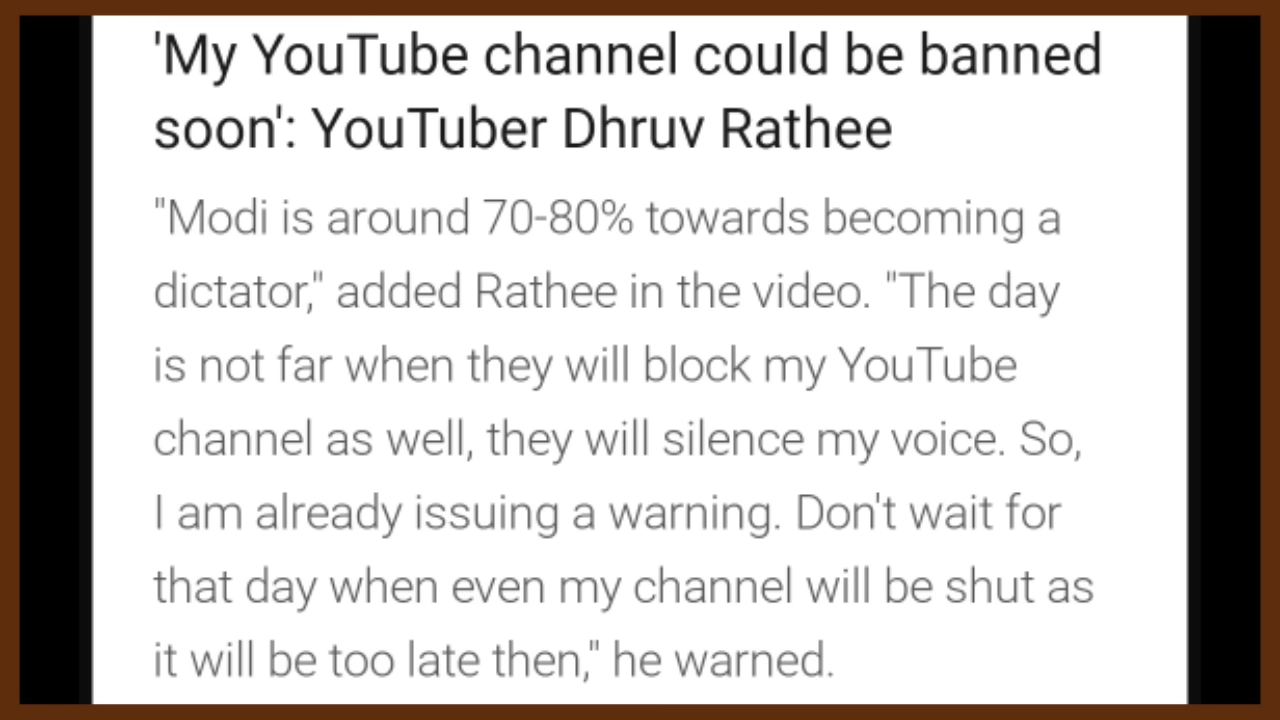 'My YouTube channel could be banned
soon': YouTuber Dhruv Rathee
"Modi is around 70-80% towards becoming a
dictator," added Rathee in the video. "The day
is not far when they will block my YouTube
channel as well, they will silence my voice. So,
I am already issuing a warning. Don't wait for
that day when even my channel will be shut as
it will be too late then," he warned.